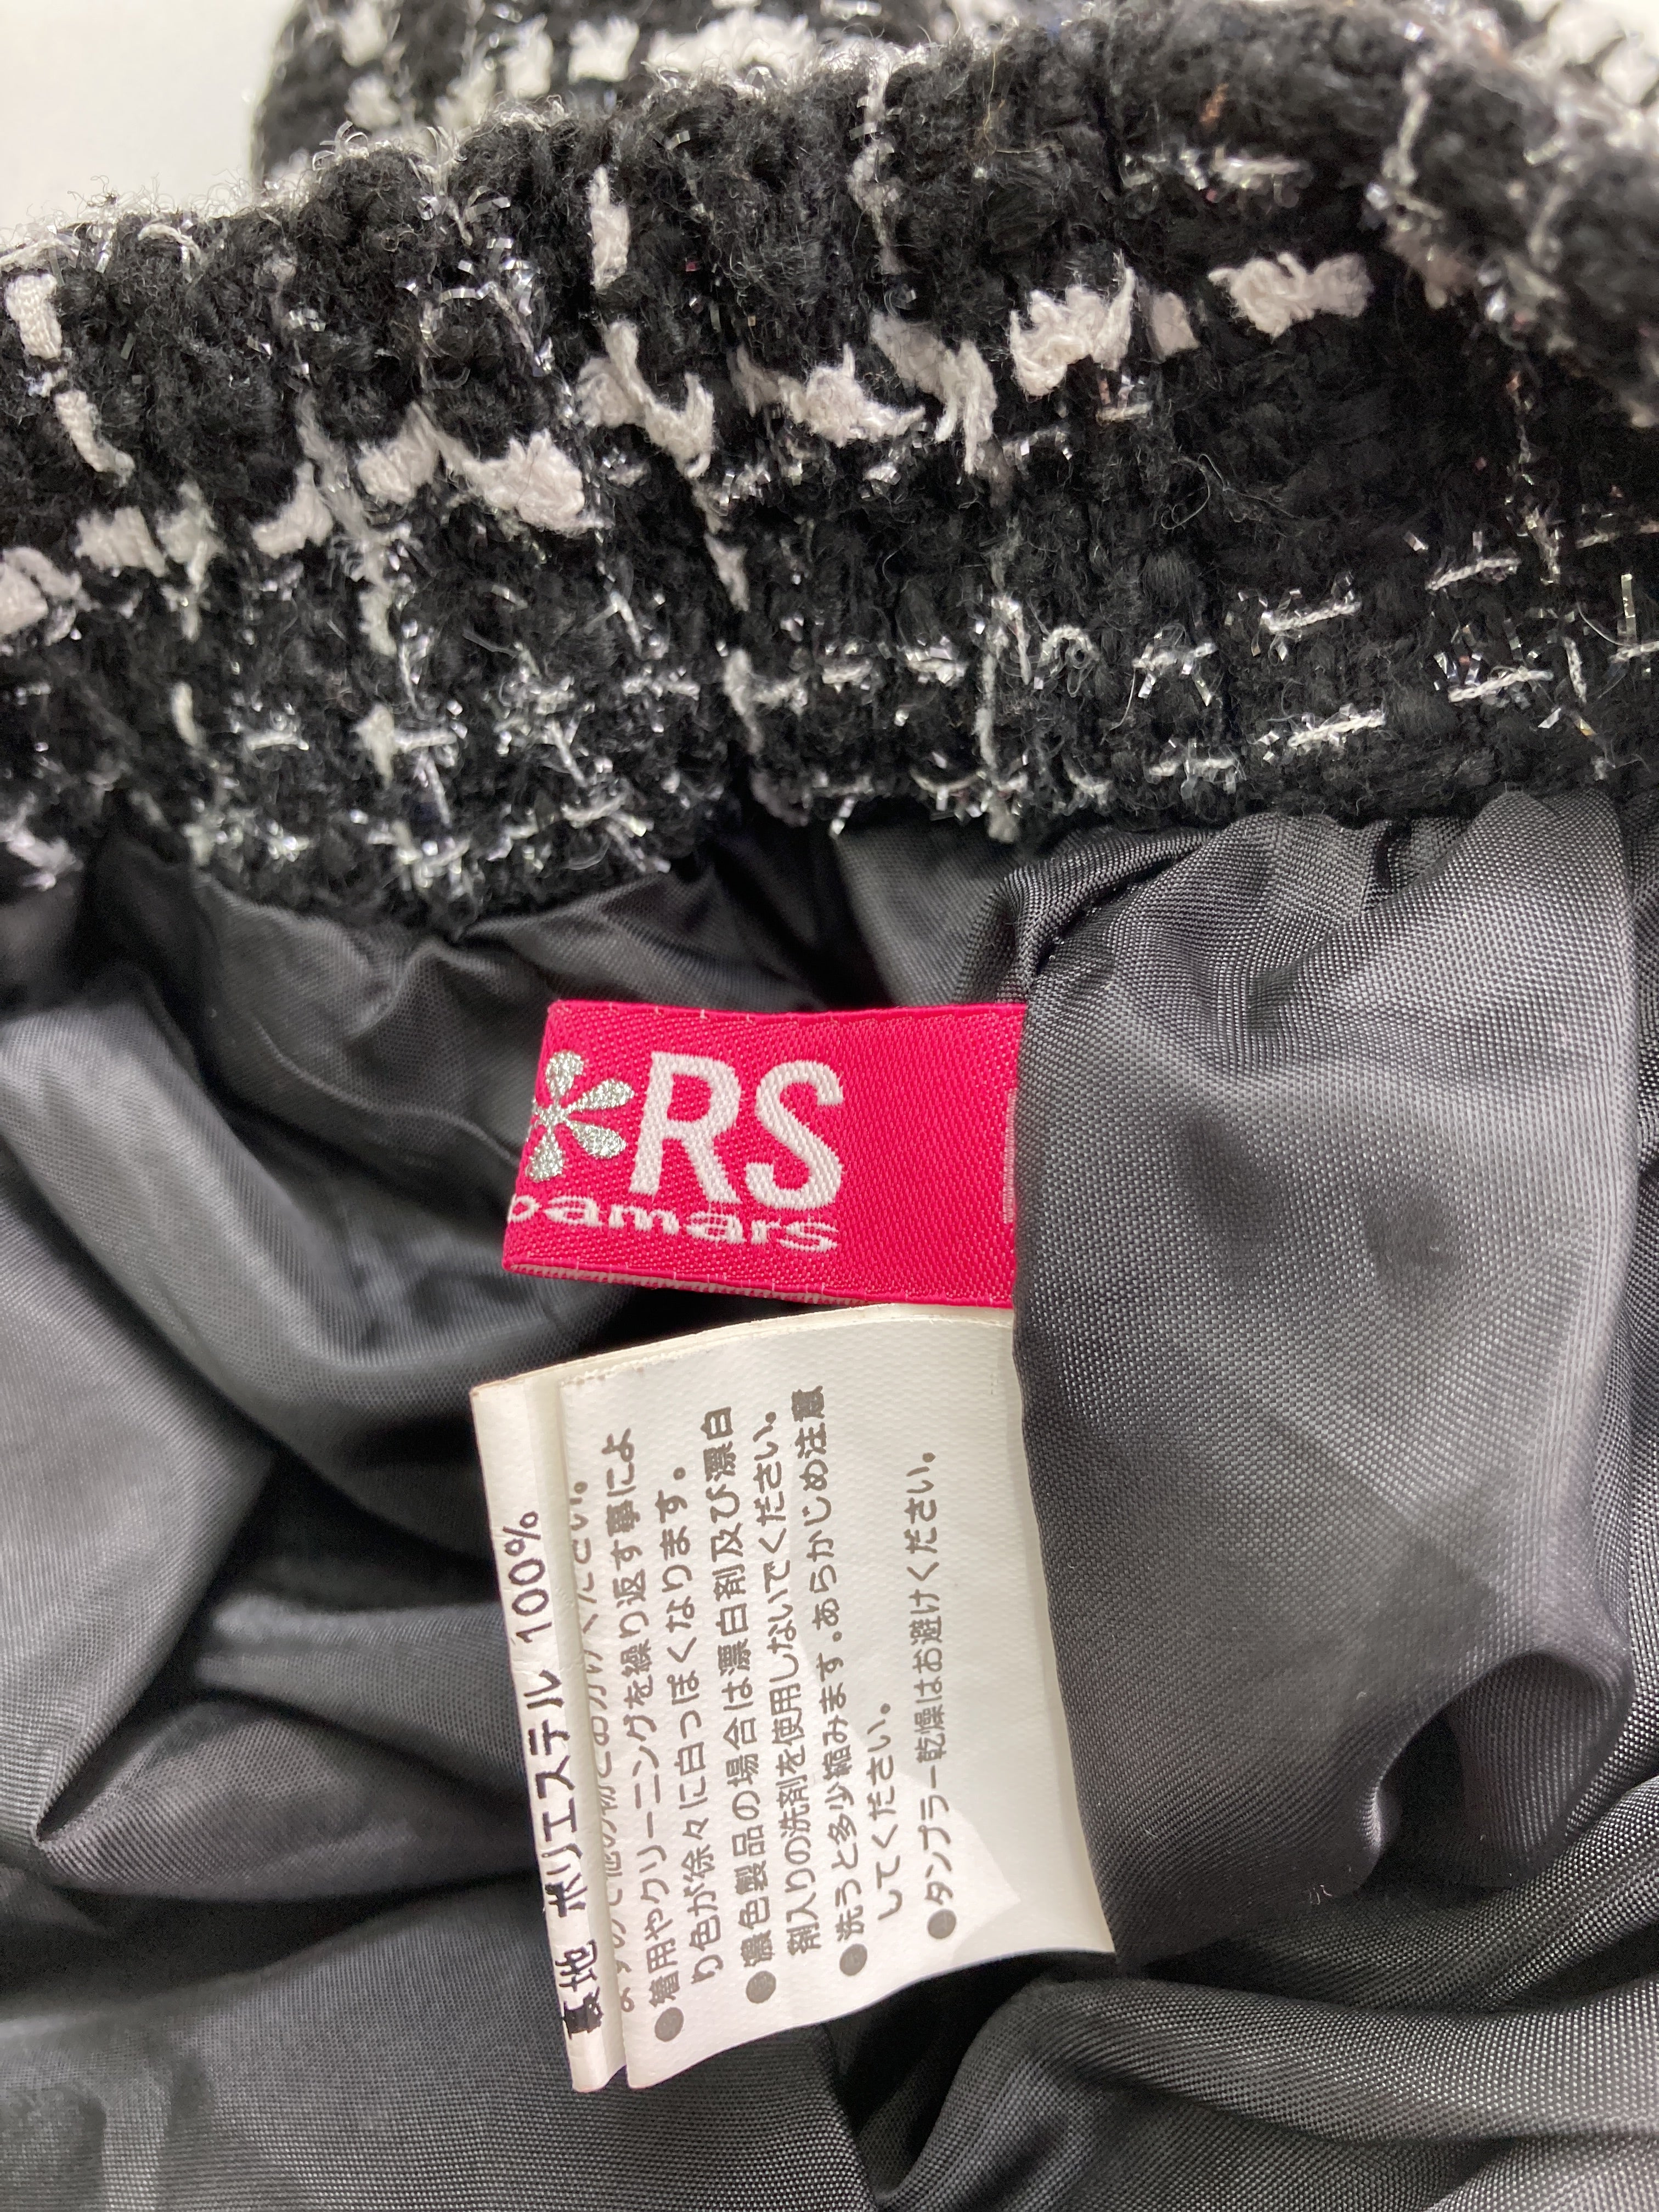 RS
bamars
裏地 ポリエステル 100%
●着用やクリーニングを繰り返す事によ
り色が徐々に白っぽくなります。
●濃色製品の場合は漂白剤及び漂白
剤入りの洗剤を使用しないでください。
●洗うと多少縮みます。あらかじめ注意
してください。
●タンブラー乾燥はお避けください。